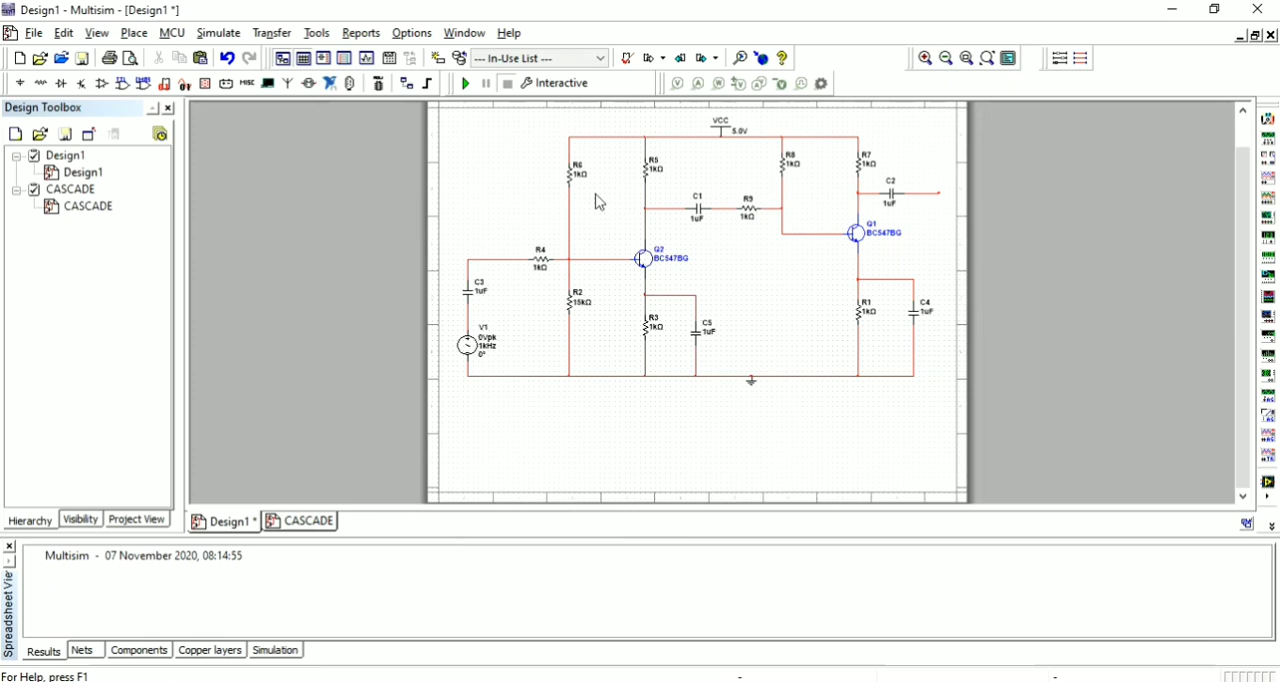 Design1 - Multisim - [Design1 *]
File Edit View Place MCU Simulate Transfer Tools Reports Options Window Help
--- In-Use List ---
Interactive
Design Toolbox
Design1
Design1
CASCADE
CASCADE
Hierarchy Visibility Project View
VCC
5.0V
R6
1kΩ
R5
1kΩ
R8
1kΩ
R7
1kΩ
C2
1uF
C1
1uF
R9
1kΩ
Q1
BC547BG
R4
1kΩ
Q2
BC547BG
C3
1uF
R2
15kΩ
R3
1kΩ
C5
1uF
R1
1kΩ
C4
1uF
V1
0Vpk
1kHz
0°
Design1 * CASCADE
Multisim - 07 November 2020, 08:14:55
Spreadsheet Vie
Results Nets Components Copper layers Simulation
For Help, press F1